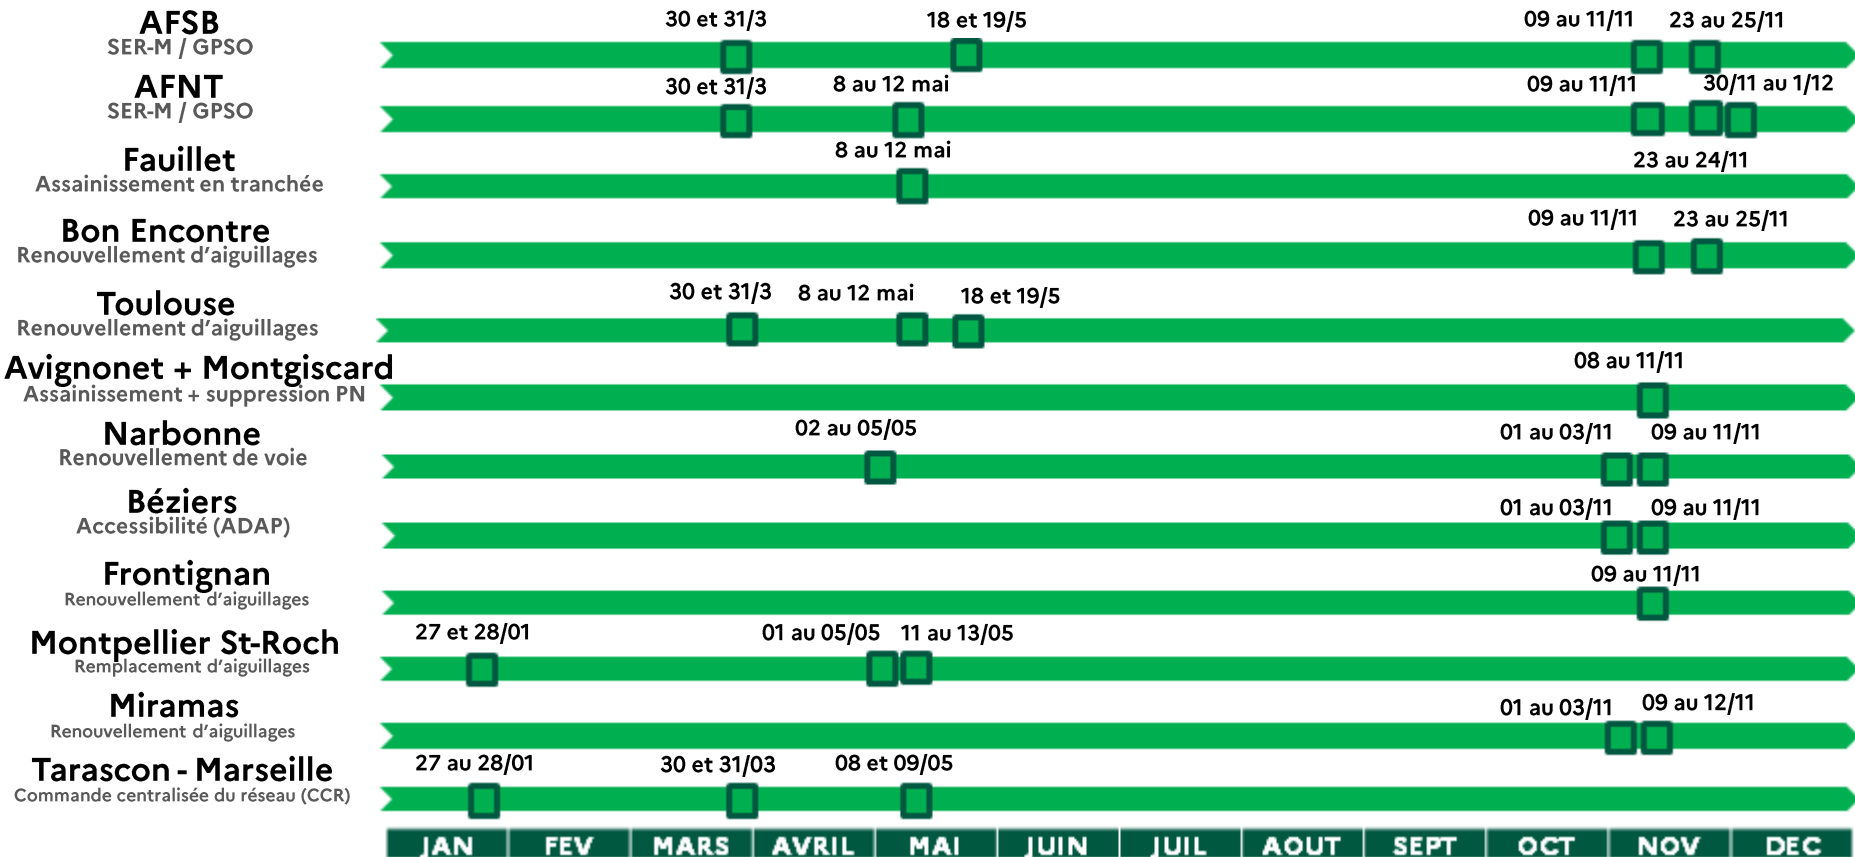 AFSB
SER-M / GPSO
30 et 31/3
18 et 19/5
09 au 11/11
23 au 25/11
AFNT
SER-M / GPSO
30 et 31/3
8 au 12 mai
09 au 11/11
30/11 au 1/12
Fauillet
Assainissement en tranchée
8 au 12 mai
23 au 24/11
Bon Encontre
Renouvellement d'aiguillages
09 au 11/11
23 au 25/11
Toulouse
Renouvellement d'aiguillages
30 et 31/3
8 au 12 mai
18 et 19/5
Avignonet + Montgiscard
Assainissement + suppression PN
08 au 11/11
Narbonne
Renouvellement de voie
02 au 05/05
01 au 03/11
09 au 11/11
Béziers
Accessibilité (ADAP)
01 au 03/11
09 au 11/11
Frontignan
Renouvellement d'aiguillages
09 au 11/11
Montpellier St-Roch
Remplacement d'aiguillages
27 et 28/01
01 au 05/05
11 au 13/05
Miramas
Renouvellement d'aiguillages
01 au 03/11
09 au 12/11
Tarascon - Marseille
Commande centralisée du réseau (CCR)
27 au 28/01
30 et 31/03
08 et 09/05
JAN FEV MARS AVRIL MAI JUIN JUIL AOUT SEPT OCT NOV DEC